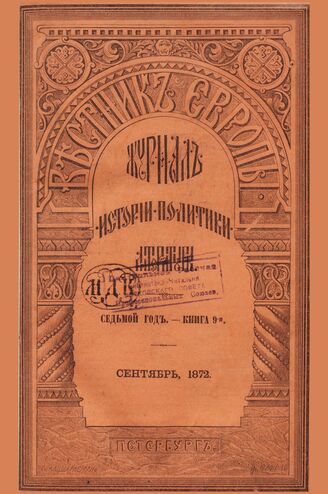 ВѢСТНИКЪ ЕВРОПЫ
ЖУРНАЛЪ
ИСТОРІИ-ПОЛИТИКИ
ЛИТЕРАТУРЫ
СЕДЬМОЙ ГОДЪ. — КНИГА 9-я.
СЕНТЯБРЬ, 1872.
ПЕТЕРБУРГЪ.